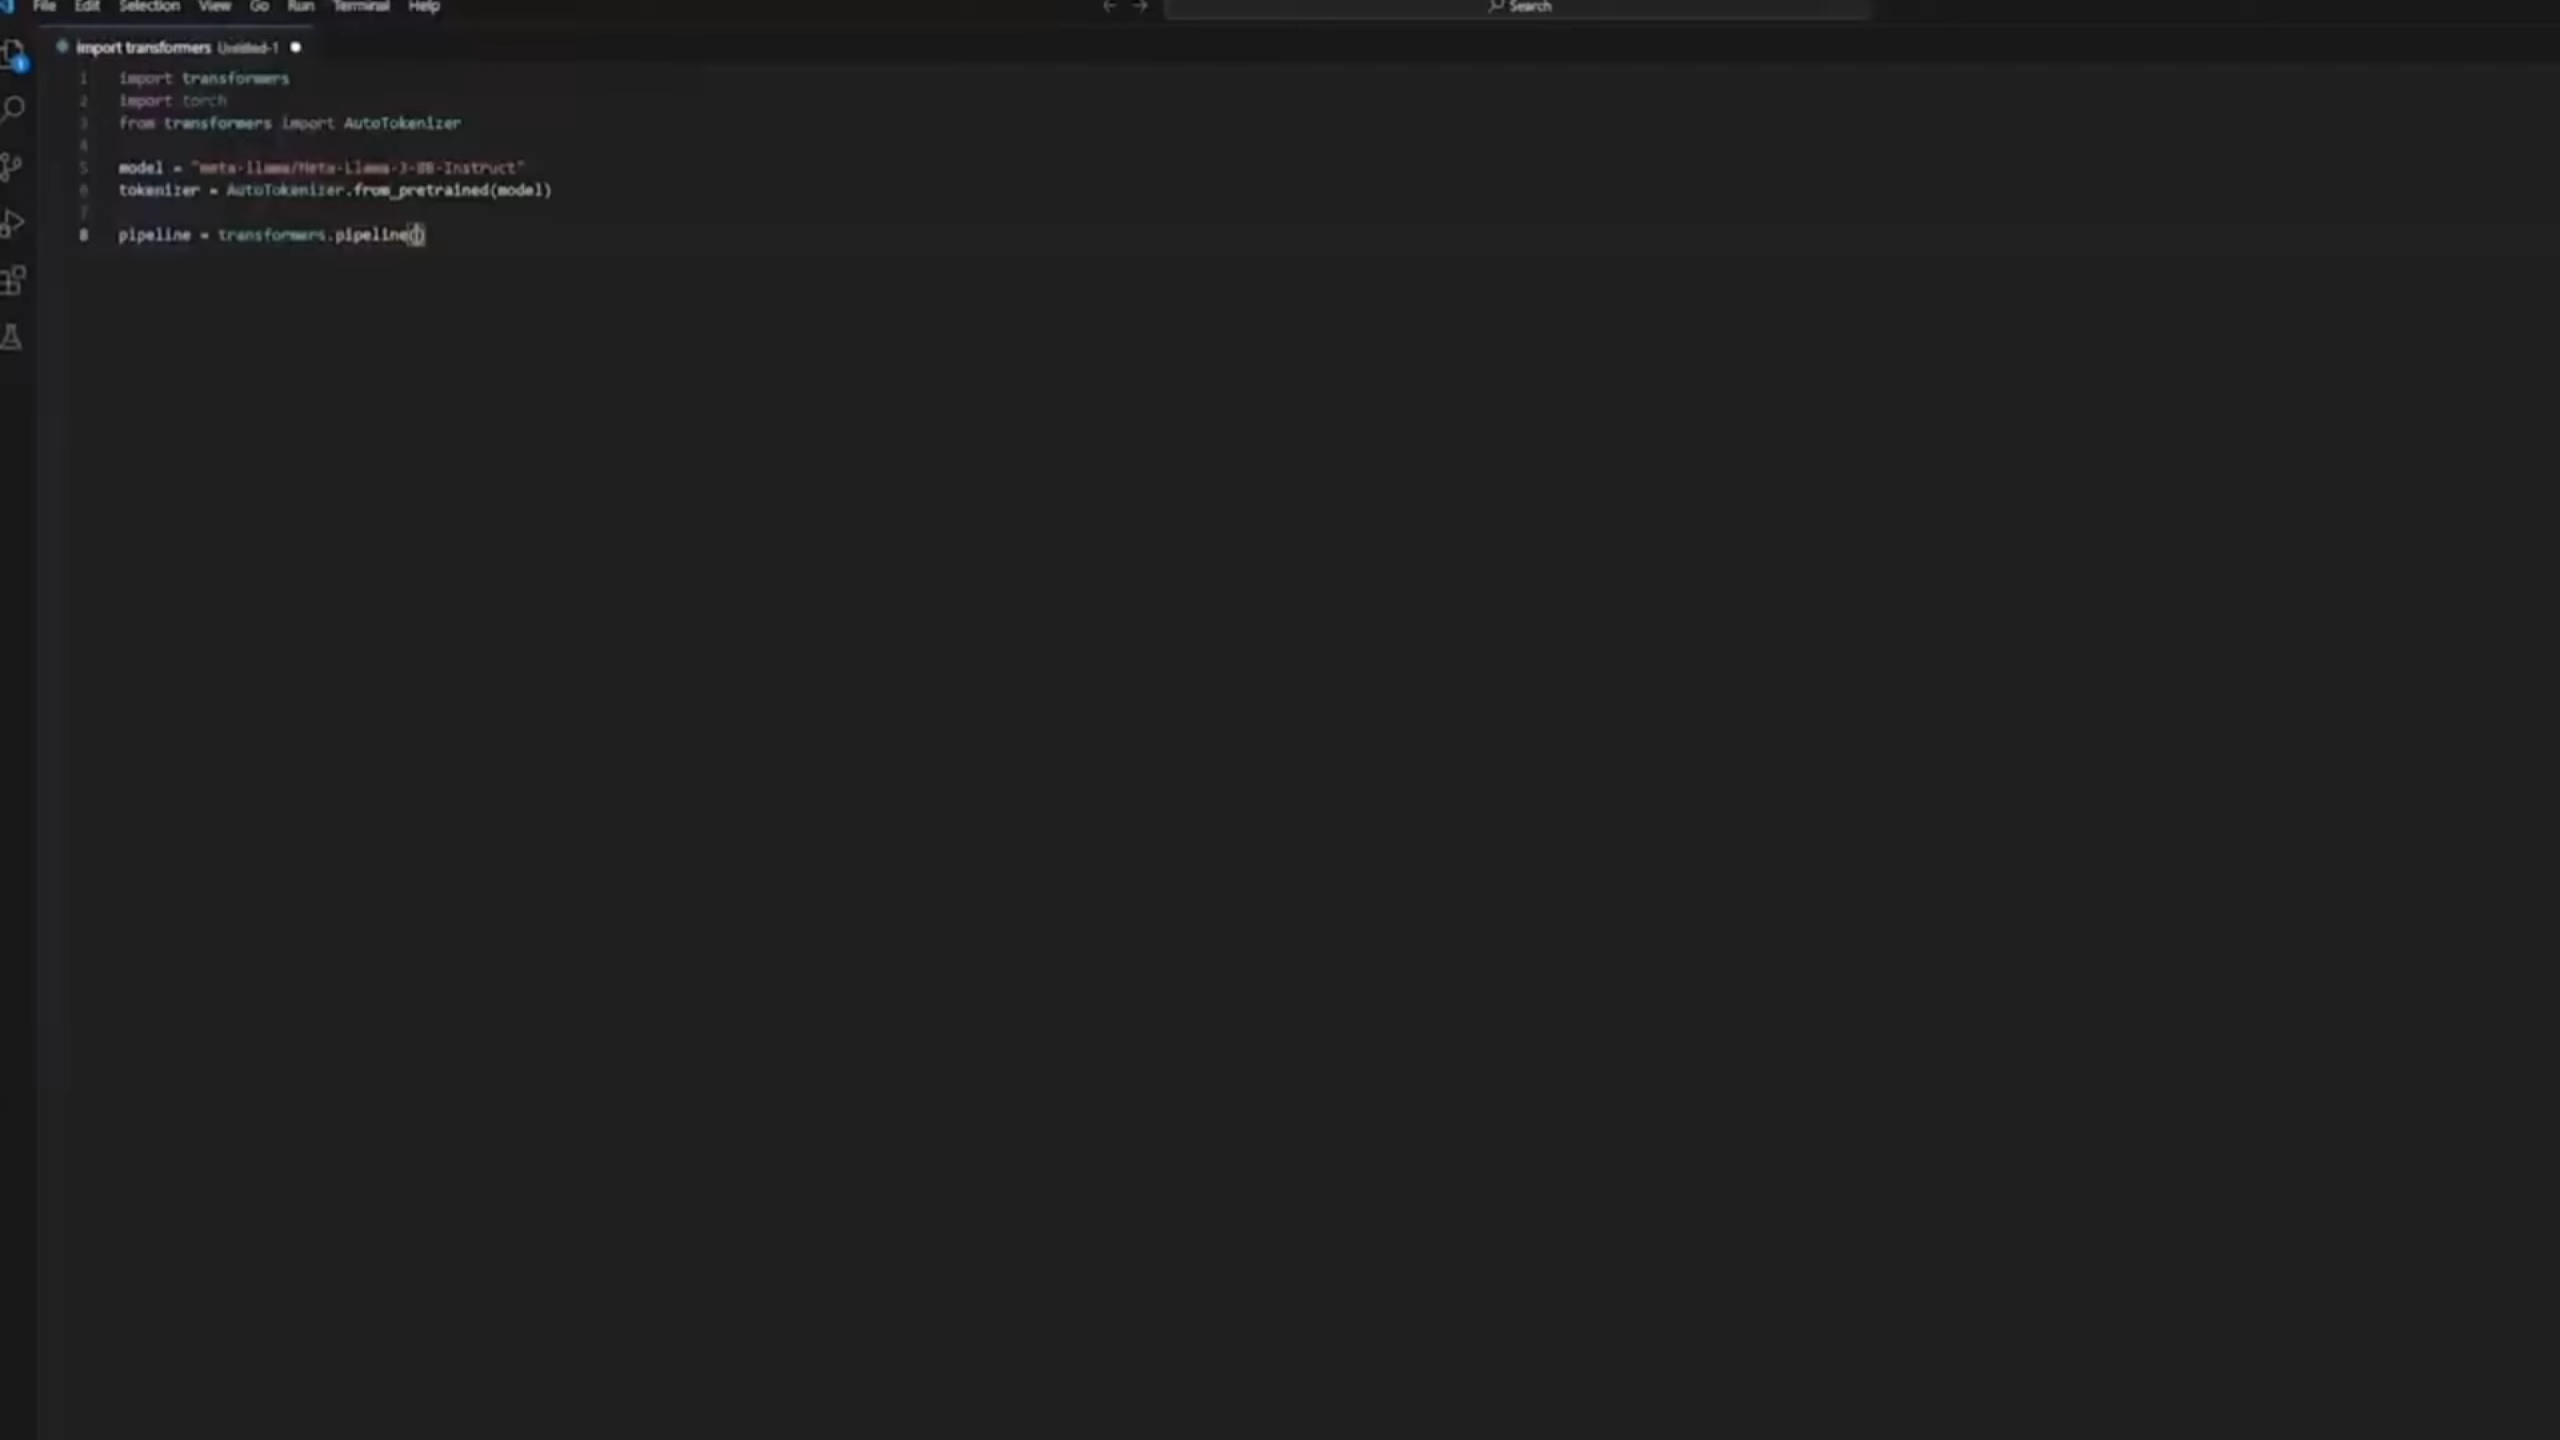 File Edit Selection View Go Run Terminal Help
Search
import transformers Untitled-1
1
1 import transformers
2 import torch
3 from transformers import AutoTokenizer
4
5 model = "meta-llama/Meta-Llama-3-8B-Instruct"
6 tokenizer = AutoTokenizer.from_pretrained(model)
7
8 pipeline = transformers.pipeline()